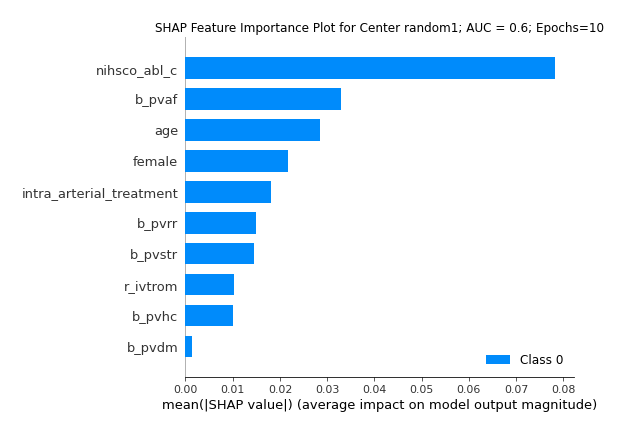 SHAP Feature Importance Plot for Center random1; AUC = 0.6; Epochs=10
nihsco_abl_c
b_pvaf
age
female
intra_arterial_treatment
b_pvrr
b_pvstr
r_ivtrom
b_pvhc
b_pvdm
Class 0
0.00 0.01 0.02 0.03 0.04 0.05 0.06 0.07 0.08
mean(|SHAP value|) (average impact on model output magnitude)